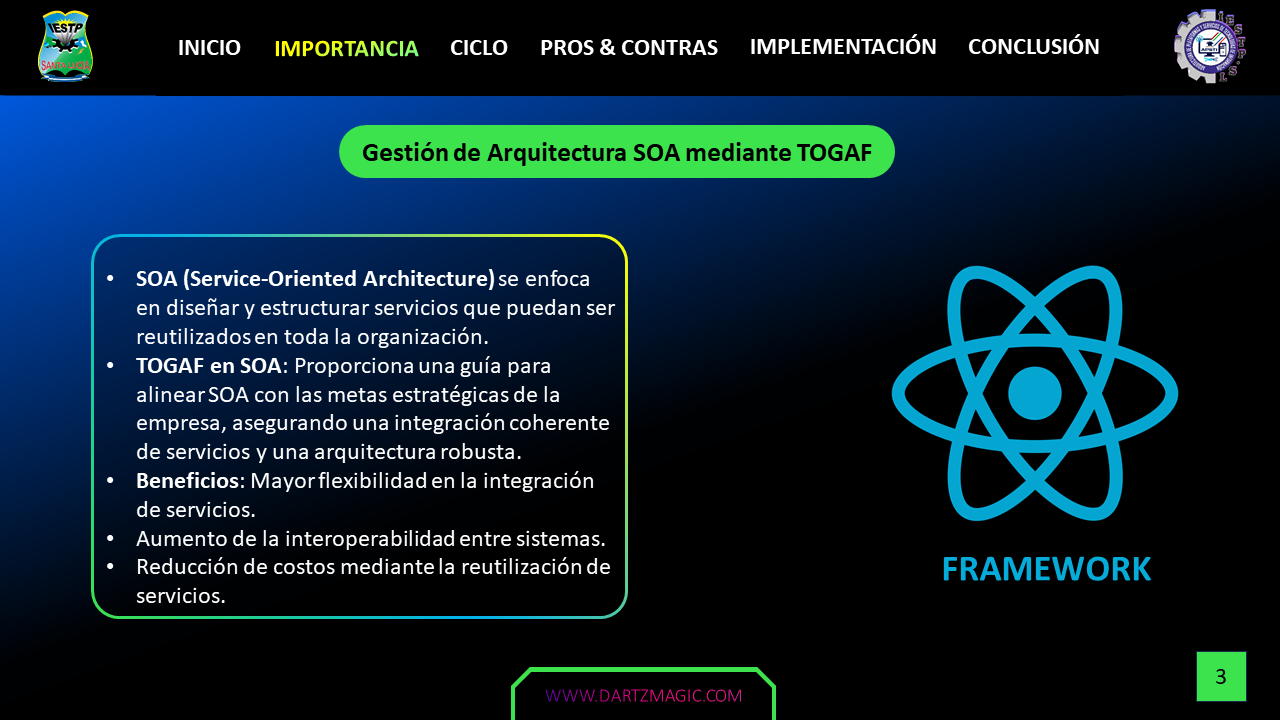 IESTP
SANTA LUCIA
INICIO
IMPORTANCIA
CICLO
PROS & CONTRAS
IMPLEMENTACIÓN
CONCLUSIÓN
Gestión de Arquitectura SOA mediante TOGAF
• SOA (Service-Oriented Architecture) se enfoca
en diseñar y estructurar servicios que puedan ser
reutilizados en toda la organización.
• TOGAF en SOA: Proporciona una guía para
alinear SOA con las metas estratégicas de la
empresa, asegurando una integración coherente
de servicios y una arquitectura robusta.
• Beneficios: Mayor flexibilidad en la integración
de servicios.
• Aumento de la interoperabilidad entre sistemas.
• Reducción de costos mediante la reutilización de
servicios.
FRAMEWORK
WWW.DARTZMAGIC.COM
3